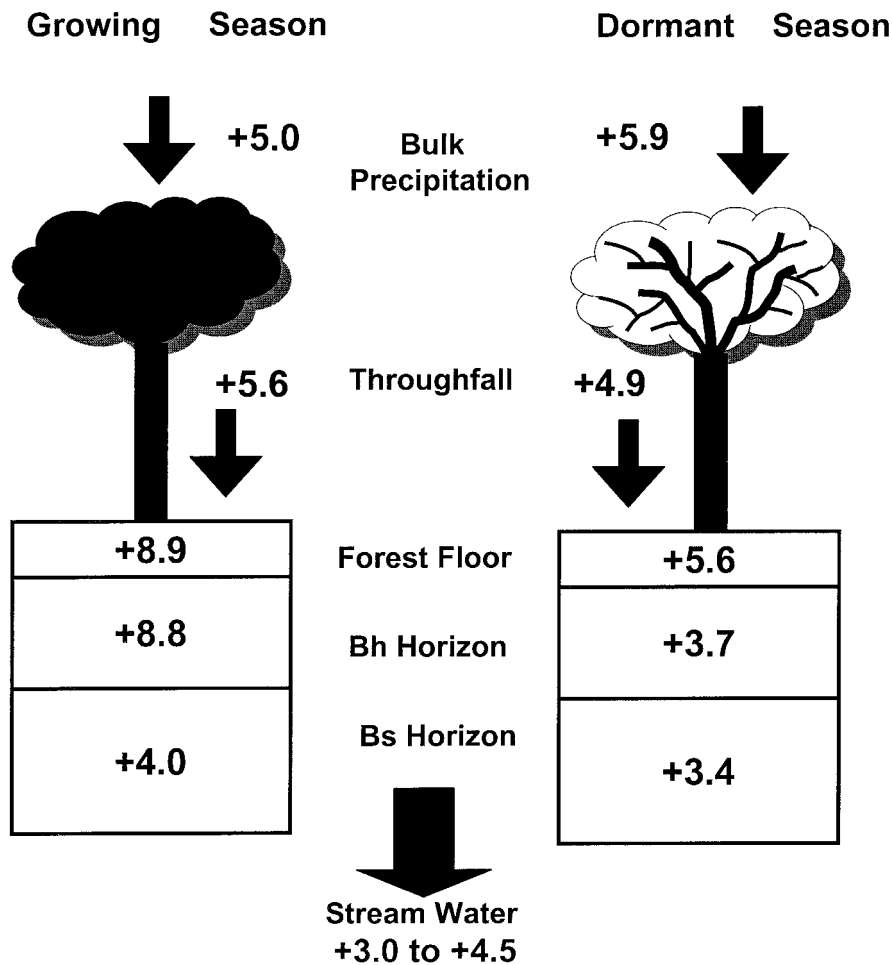 Growing Season
Dormant Season
+5.0
Bulk
Precipitation
+5.9
+5.6
Throughfall
+4.9
+8.9
Forest Floor
+5.6
+8.8
Bh Horizon
+3.7
+4.0
Bs Horizon
+3.4
Stream Water
+3.0 to +4.5